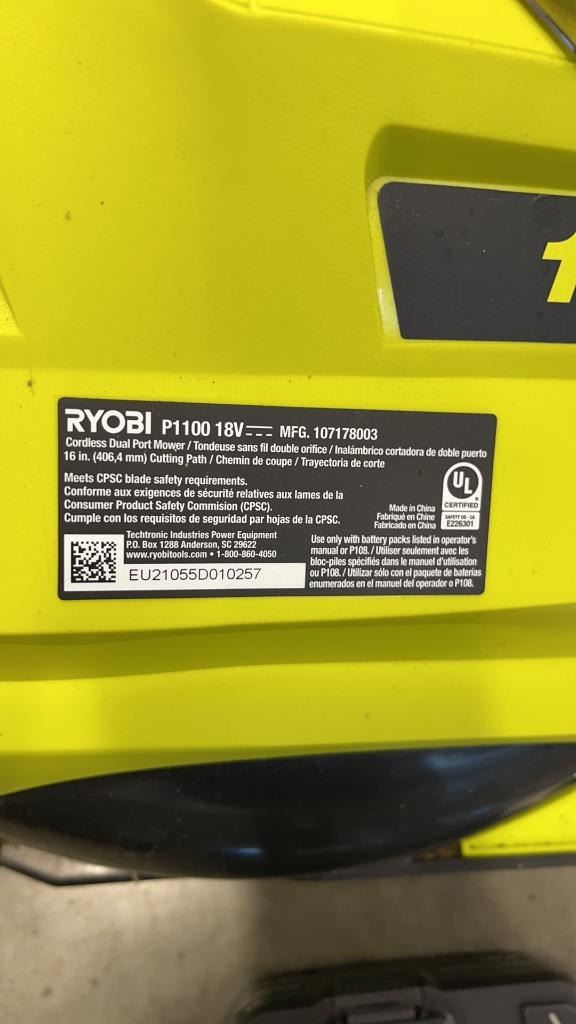 1
RYOBI P1100 18V MFG. 107178003
Cordless Dual Port Mower / Tondeuse sans fil double orifice / Inalámbrico cortadora de doble puerto
16 in. (406,4 mm) Cutting Path / Chemin de coupe / Trayectoria de corte
Meets CPSC blade safety requirements.
Conforme aux exigences de sécurité relatives aux lames de la
Consumer Product Safety Commision (CPSC).
Cumple con los requisitos de seguridad par hojas de la CPSC.
Made in China
Fabriqué en Chine
Fabricado en China
UL
CERTIFIED
SAFETY US - CA
E226301
Techtronic Industries Power Equipment
P.O. Box 1288 Anderson, SC 29622
www.ryobitools.com • 1-800-860-4050
EU21055D010257
Use only with battery packs listed in operator's
manual or P108. / Utiliser seulement avec les
bloc-piles spécifiés dans le manuel d'utilisation
ou P108. / Utilizar sólo con el paquete de baterías
enumerados en el manuel del operador o P108.